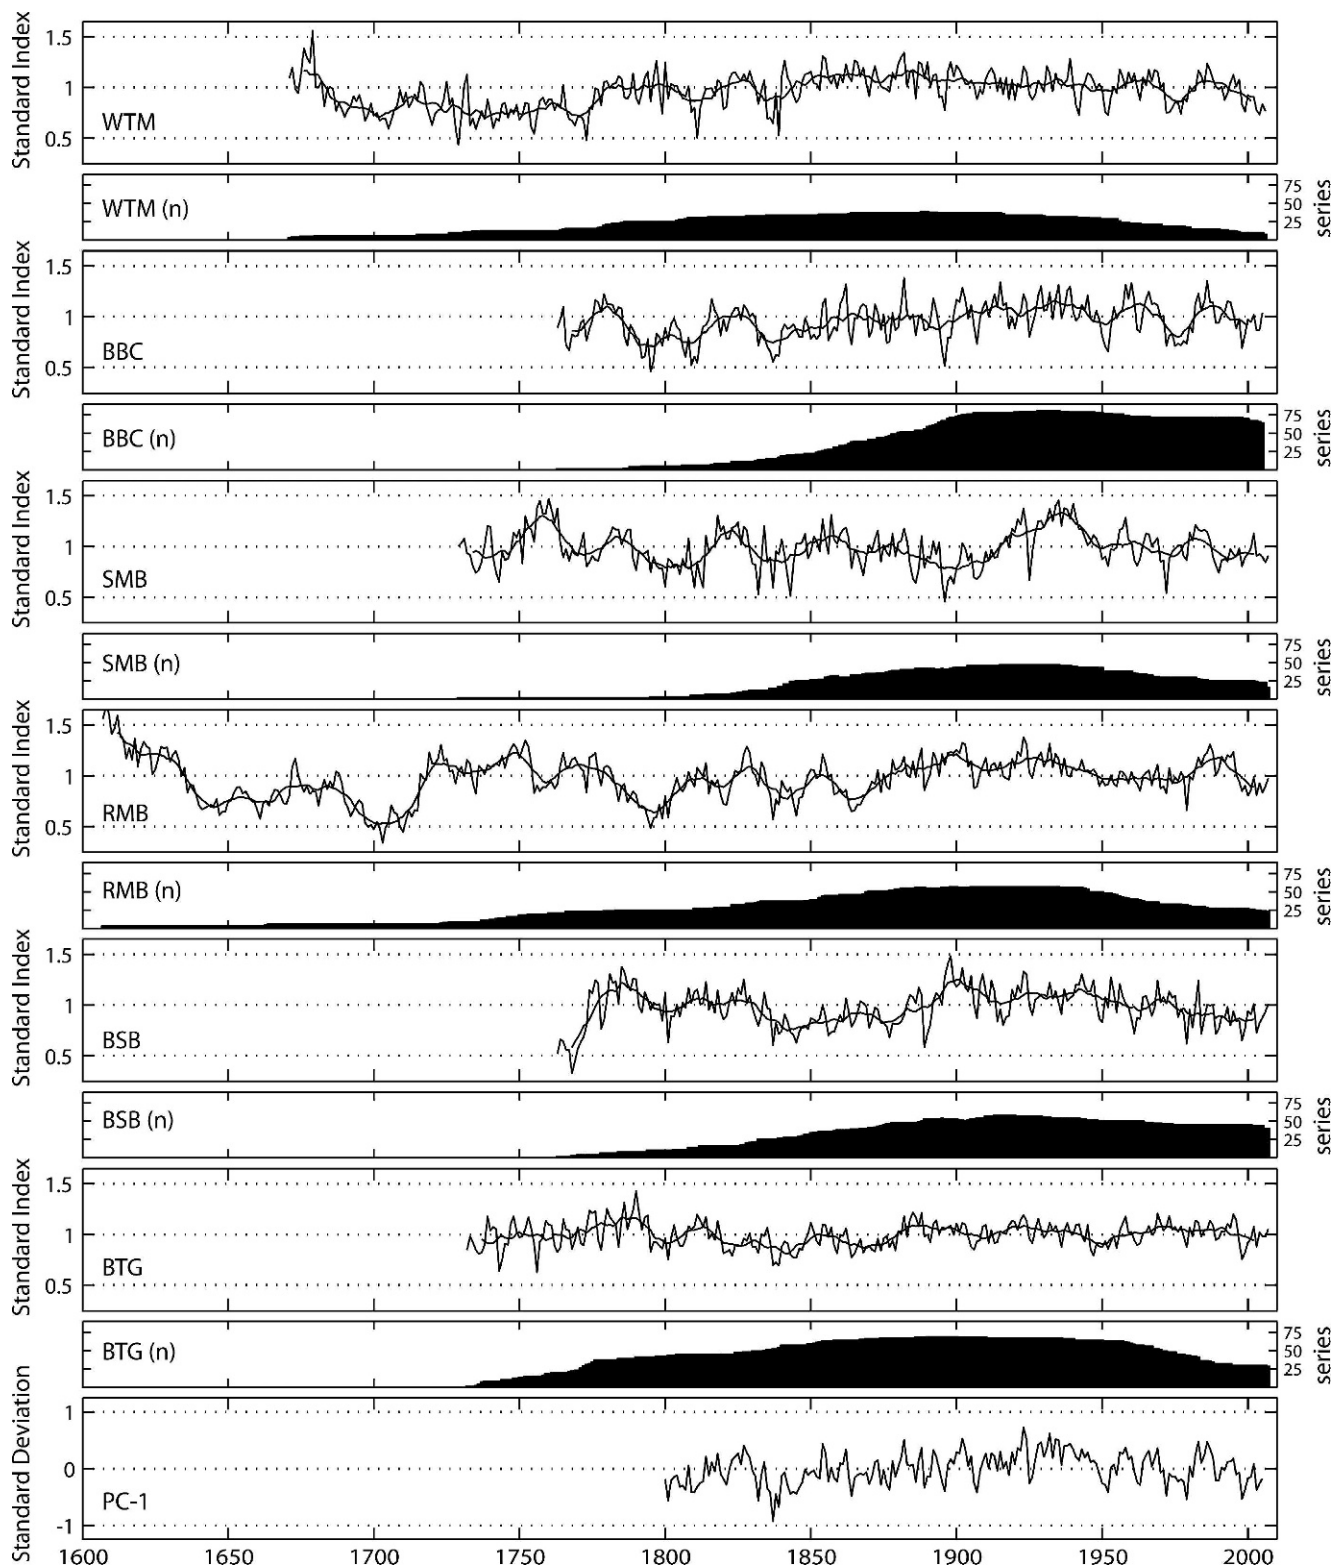 Standard Index
1.5
1
0.5
WTM
WTM (n)
75
50
25
series
Standard Index
1.5
1
0.5
BBC
BBC (n)
75
50
25
series
Standard Index
1.5
1
0.5
SMB
SMB (n)
75
50
25
series
Standard Index
1.5
1
0.5
RMB
RMB (n)
75
50
25
series
Standard Index
1.5
1
0.5
BSB
BSB (n)
75
50
25
series
Standard Index
1.5
1
0.5
BTG
BTG (n)
75
50
25
series
Standard Deviation
1
0
-1
PC-1
1600 1650 1700 1750 1800 1850 1900 1950 2000